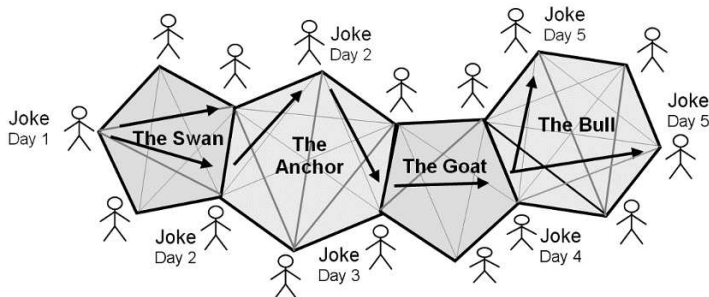 Joke
Day 2
Joke
Day 5
Joke
Day 1
The Swan
The
Anchor
The Goat
The Bull
Joke
Day 5
Joke
Day 2
Joke
Day 3
Joke
Day 4